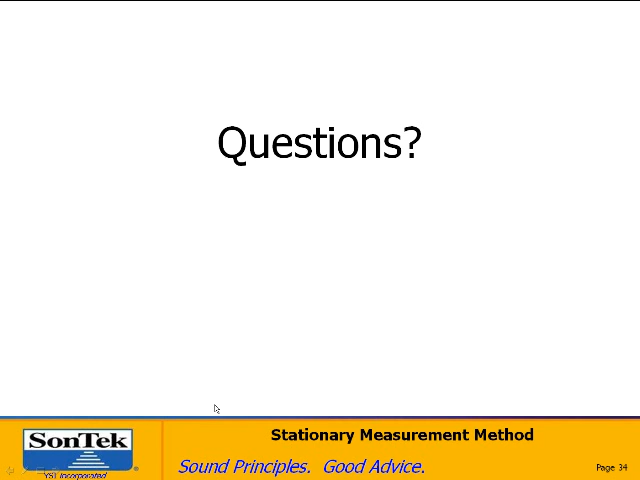 Questions?
Stationary Measurement Method
SonTek
Sound Principles. Good Advice.
Page 34
YSI incorporated